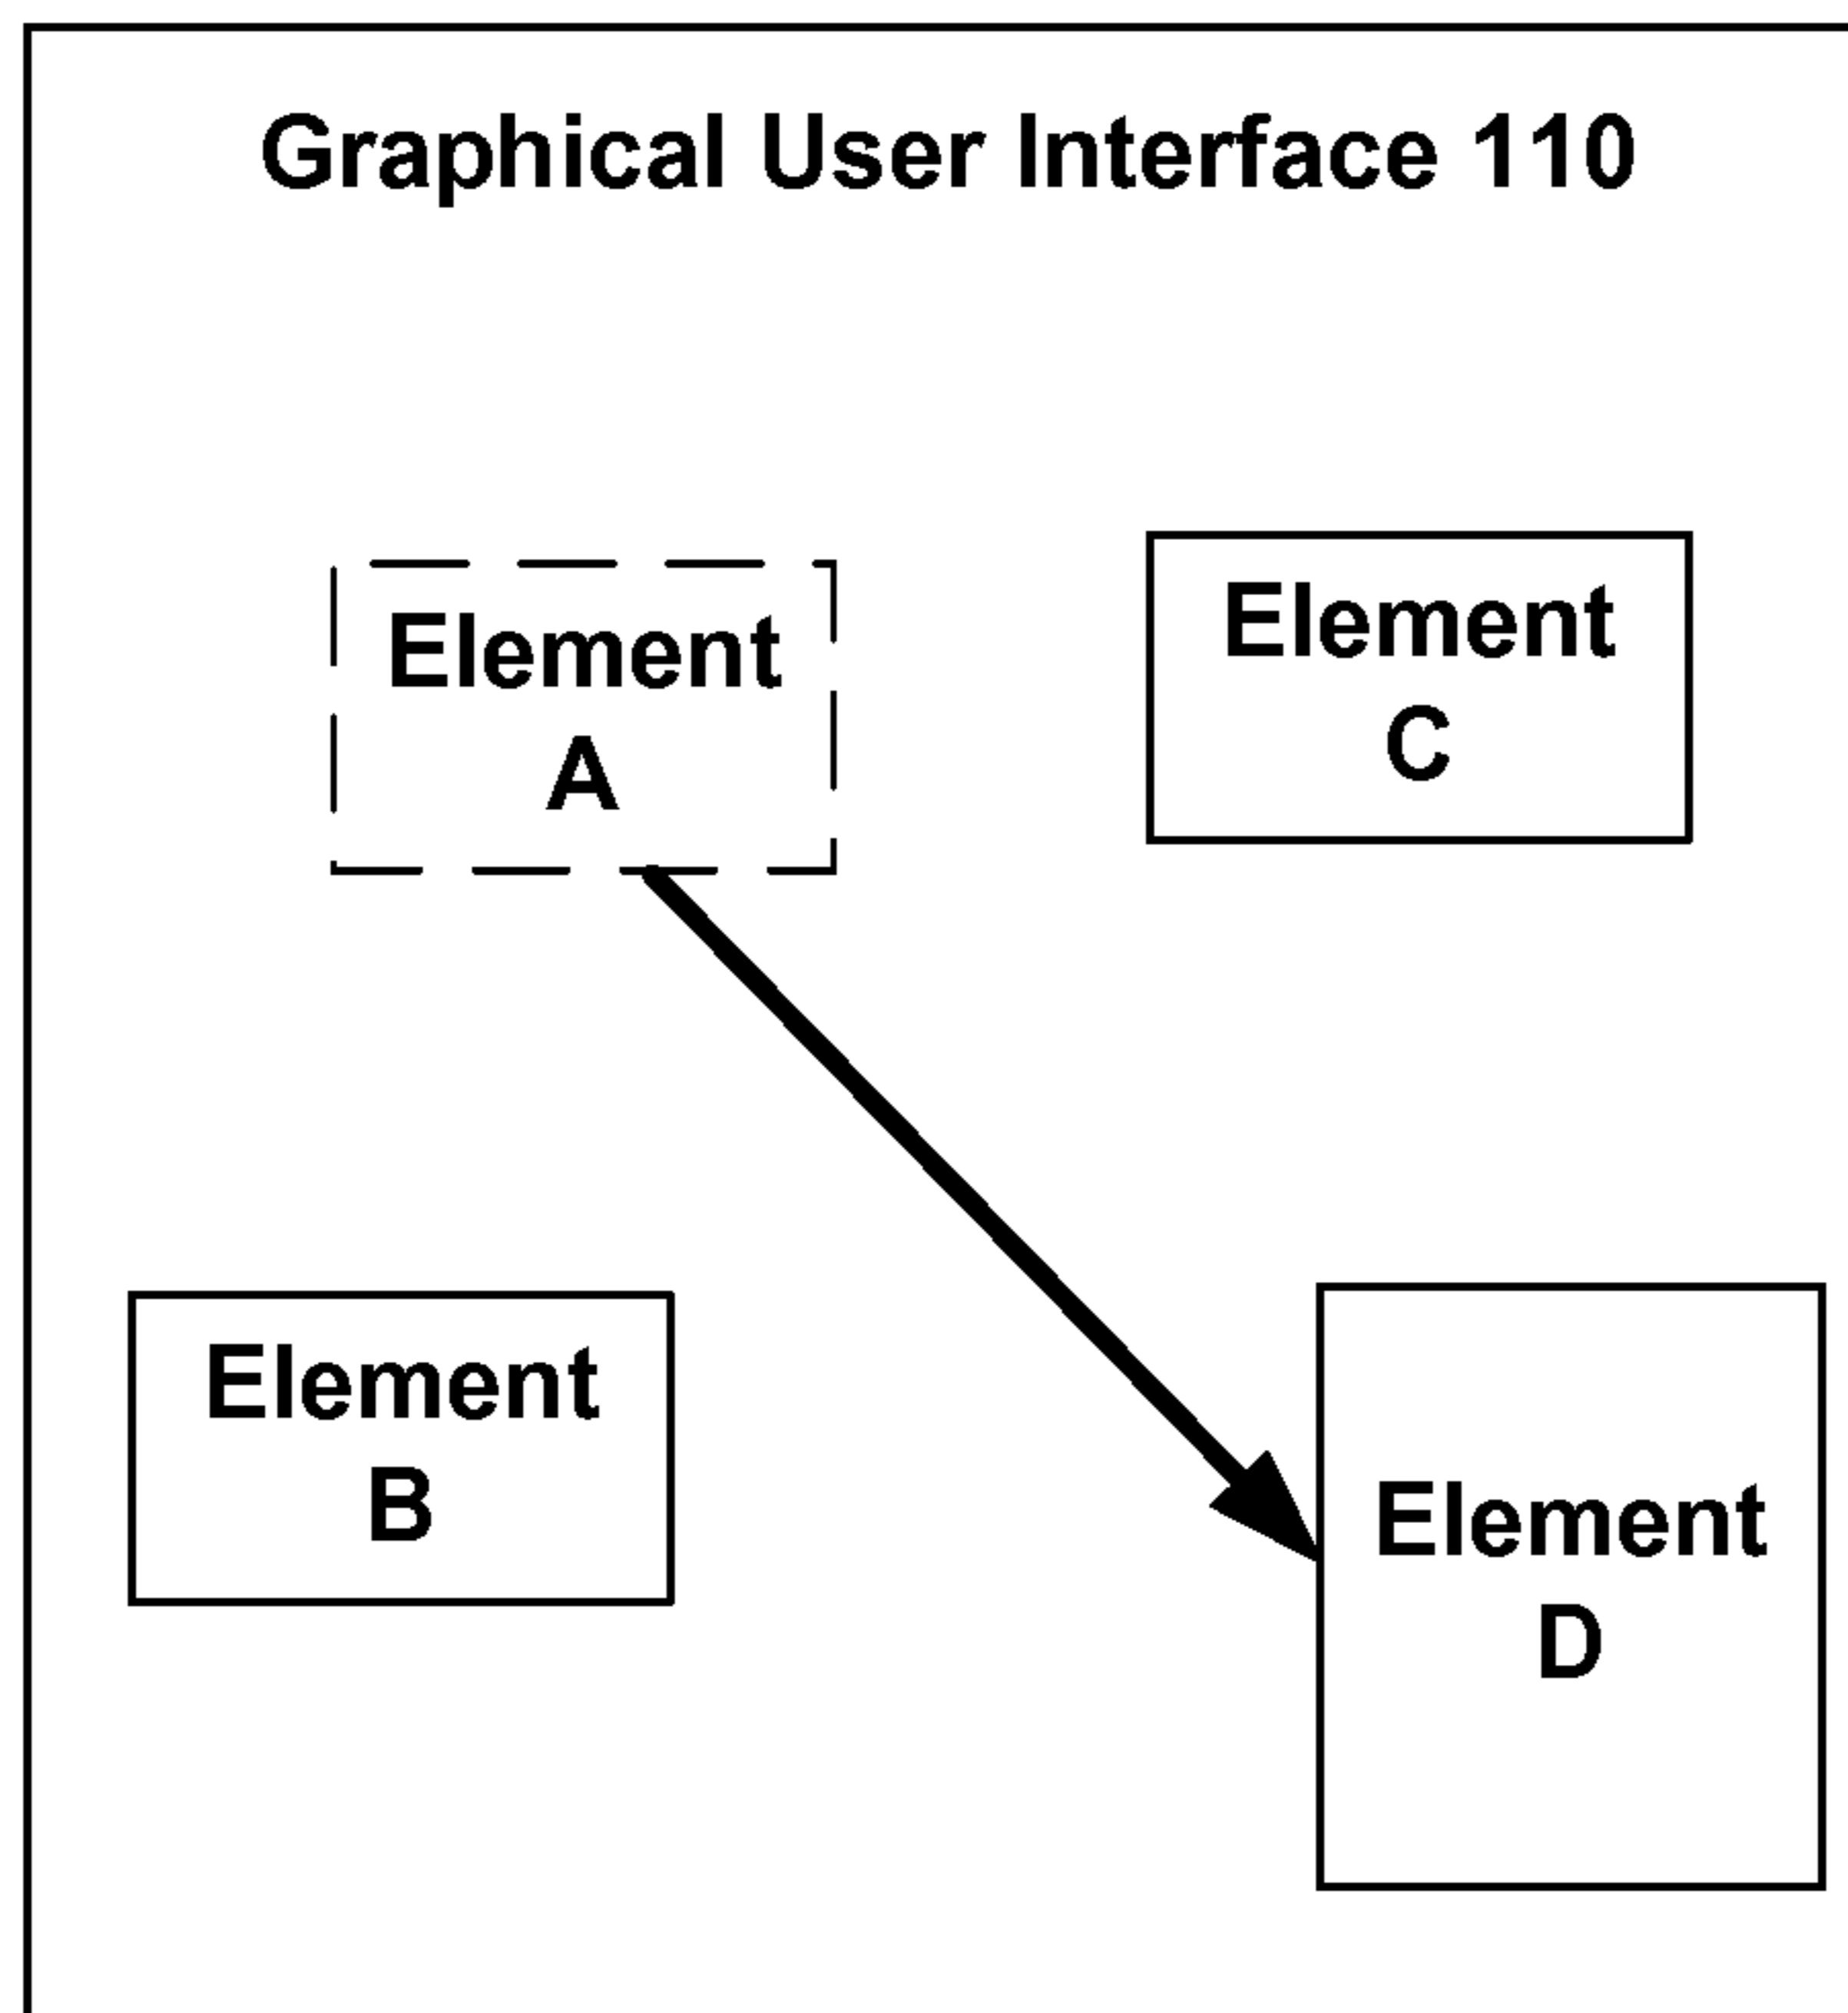 Graphical User Interface 110
Element
A
Element
C
Element
B
Element
D